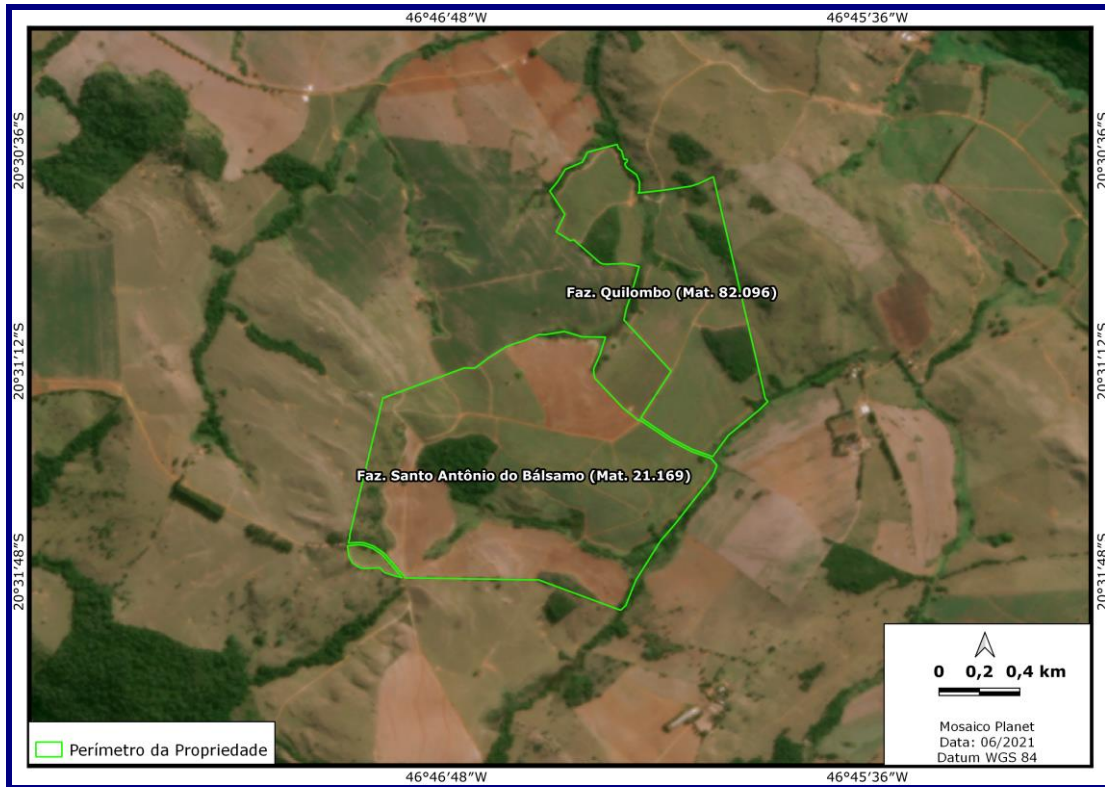 46°46'48"W
46°45'36"W
20°30'36"S
20°30'36"S
Faz. Quilombo (Mat. 82.096)
20°31'12"S
20°31'12"S
Faz. Santo Antônio do Bálsamo (Mat. 21.169)
20°31'48"S
20°31'48"S
0 0,2 0,4 km
Mosaico Planet
Data: 06/2021
Datum WGS 84
Perímetro da Propriedade
46°46'48"W
46°45'36"W